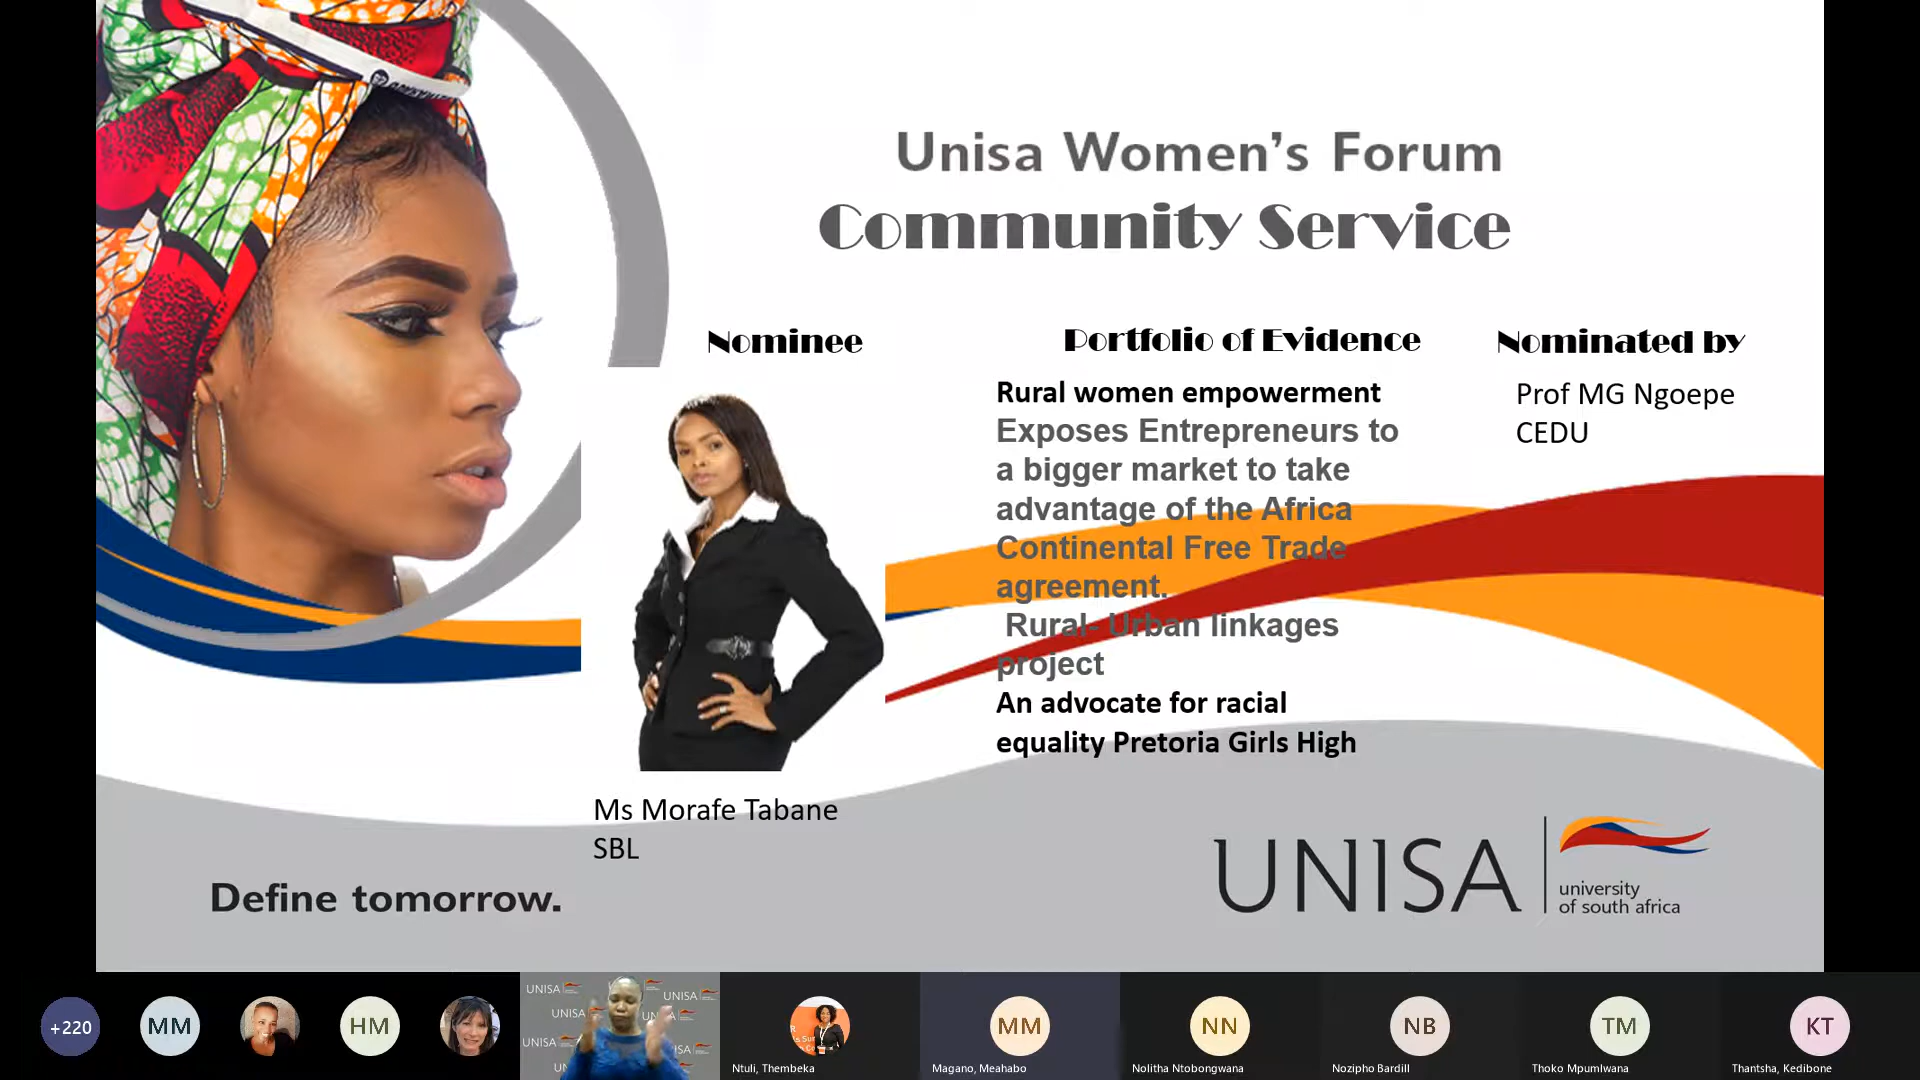 Unisa Women's Forum
Community Service
Nominee
Portfolio of Evidence
Nominated by
Rural women empowerment
Exposes Entrepreneurs to
a bigger market to take
advantage of the Africa
Continental Free Trade
agreement.
Rural- Urban linkages
project
An advocate for racial
equality Pretoria Girls High
Prof MG Ngoepe
CEDU
Ms Morafe Tabane
SBL
Define tomorrow.
UNISA
university
of south africa
+220
MM
HM
UNISA
UNISA
UNISA
UNISA
Ntuli, Thembeka
MM
Magano, Meahabo
NN
Nolitha Ntobongwana
NB
Nozipho Bardill
TM
Thoko Mpumlwana
KT
Thantsha, Kedibone